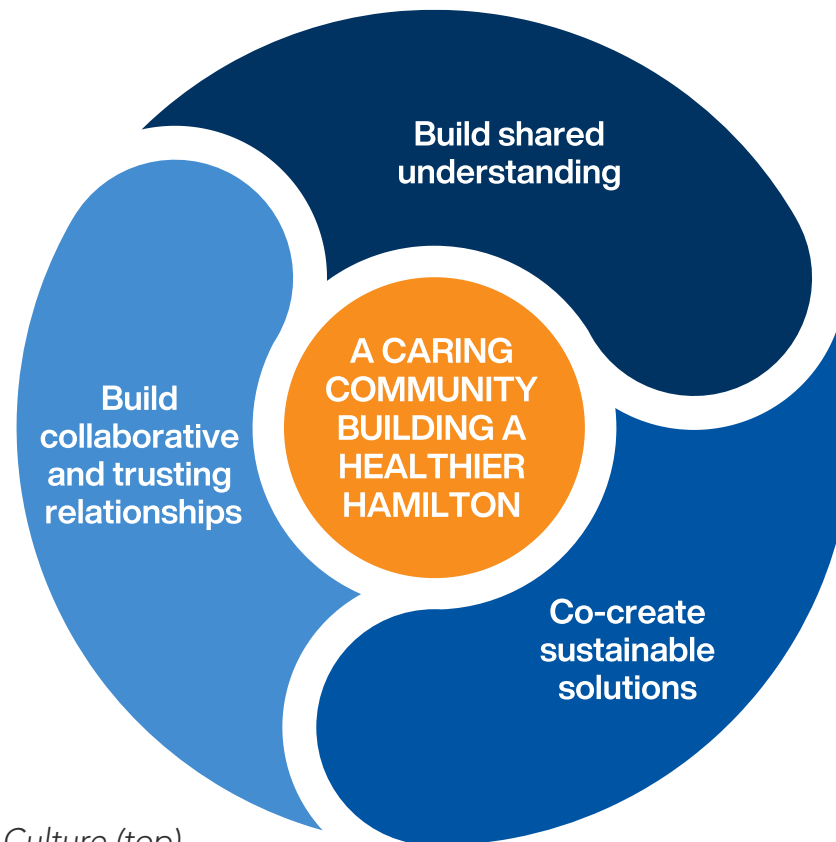 Build shared
understanding
A CARING
COMMUNITY
BUILDING A
HEALTHIER
HAMILTON
Build
collaborative
and trusting
relationships
Co-create
sustainable
solutions
Culture (top)